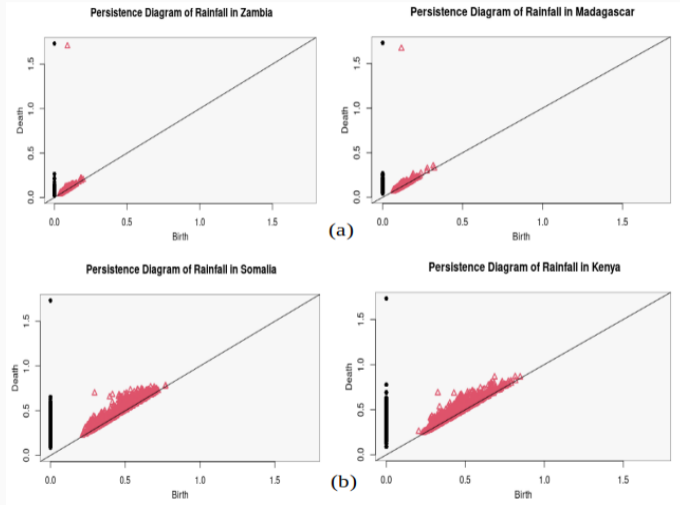 Persistence Diagram of Rainfall in Zambia
Persistence Diagram of Rainfall in Madagascar
Death
0.0 0.5 1.0 1.5
0.0 0.5 1.0 1.5
Birth
Death
0.0 0.5 1.0 1.5
0.0 0.5 1.0 1.5
Birth
(a)
Persistence Diagram of Rainfall in Somalia
Persistence Diagram of Rainfall in Kenya
Death
0.0 0.5 1.0 1.5
0.0 0.5 1.0 1.5
Birth
Death
0.0 0.5 1.0 1.5
0.0 0.5 1.0 1.5
Birth
(b)